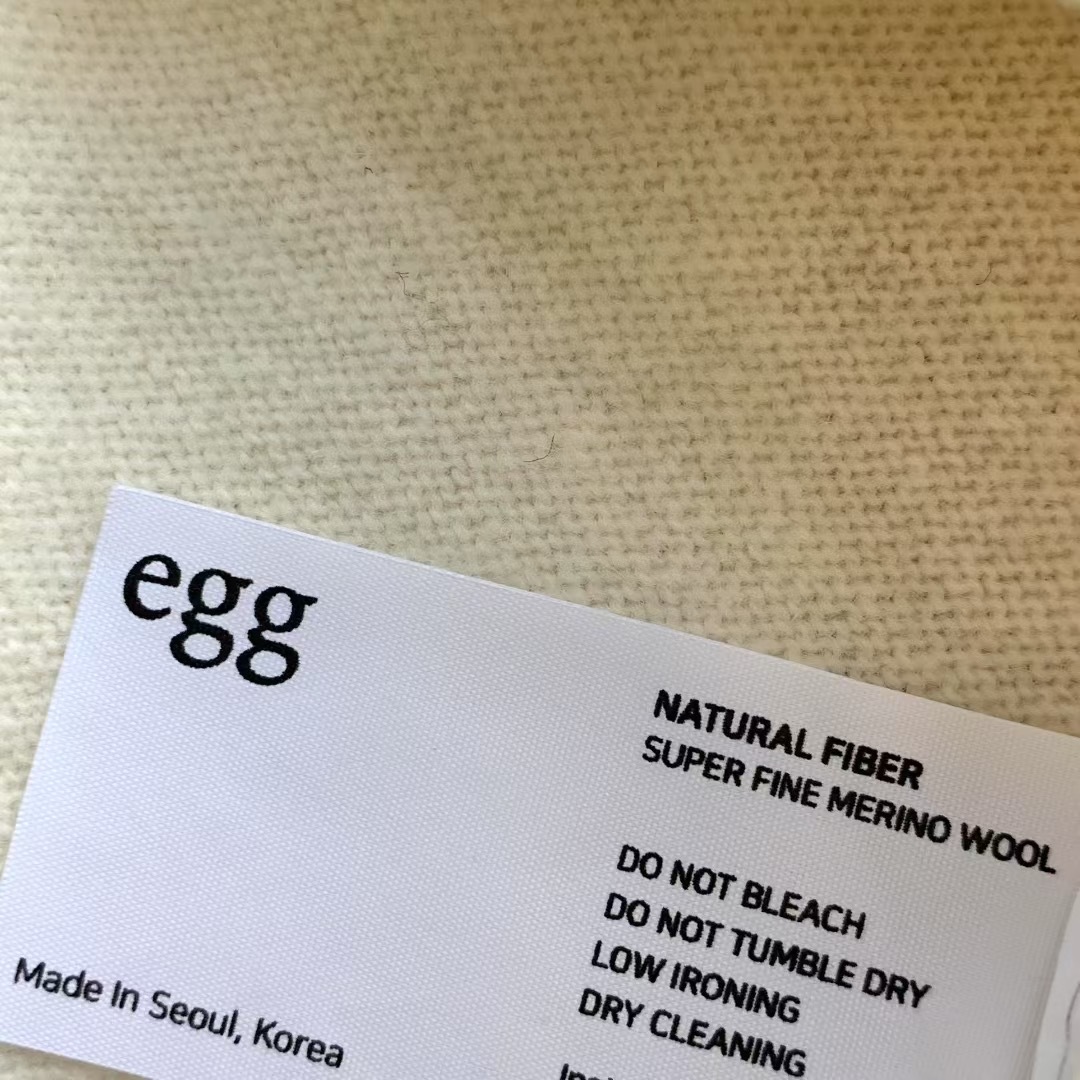 egg
NATURAL FIBER
SUPER FINE MERINO WOOL
DO NOT BLEACH
DO NOT TUMBLE DRY
LOW IRONING
DRY CLEANING
Made In Seoul, Korea